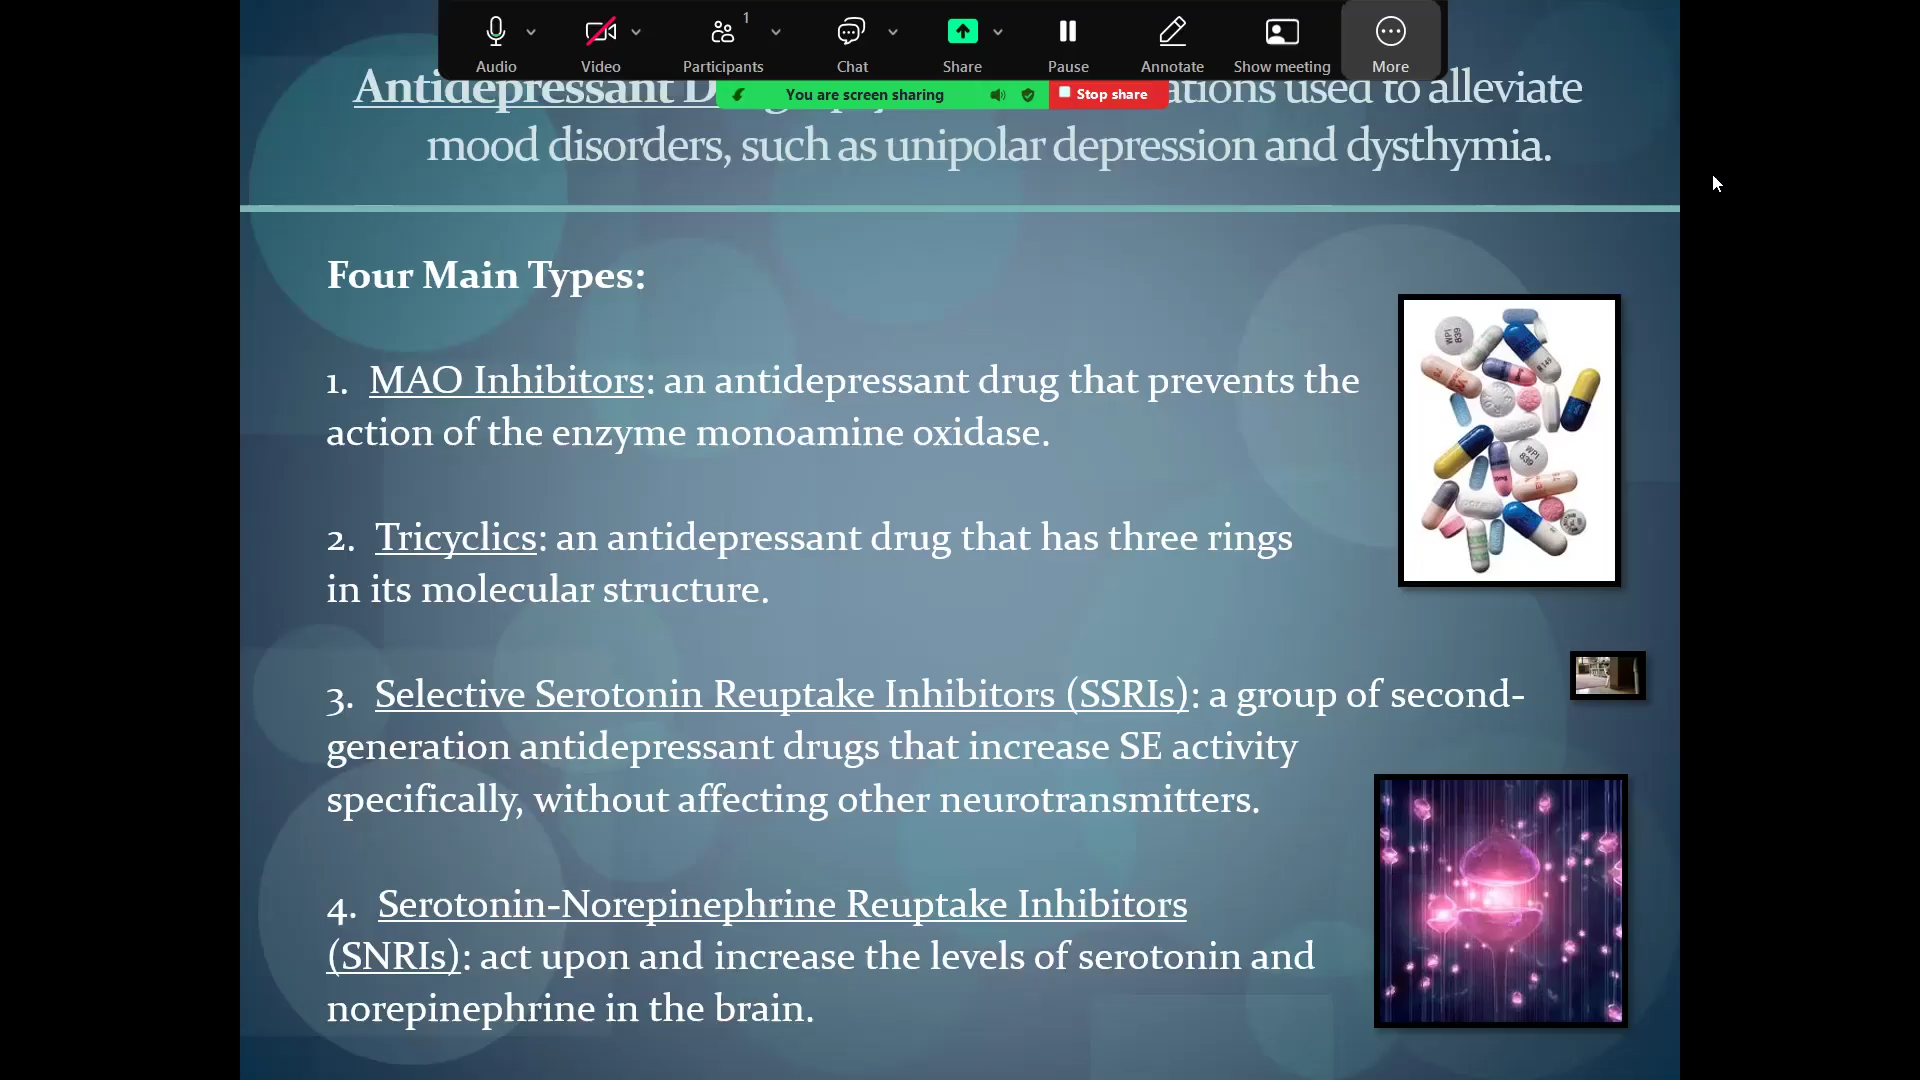 1
Audio
Video
Participants
Chat
Share
Pause
Annotate
Show meeting
More
You are screen sharing
Stop share
Antidepressant used to alleviate
mood disorders, such as unipolar depression and dysthymia.
Four Main Types:
1. MAO Inhibitors: an antidepressant drug that prevents the
action of the enzyme monoamine oxidase.
2. Tricyclics: an antidepressant drug that has three rings
in its molecular structure.
3. Selective Serotonin Reuptake Inhibitors (SSRIs): a group of second-
generation antidepressant drugs that increase SE activity
specifically, without affecting other neurotransmitters.
4. Serotonin-Norepinephrine Reuptake Inhibitors
(SNRIs): act upon and increase the levels of serotonin and
norepinephrine in the brain.
WPI
839